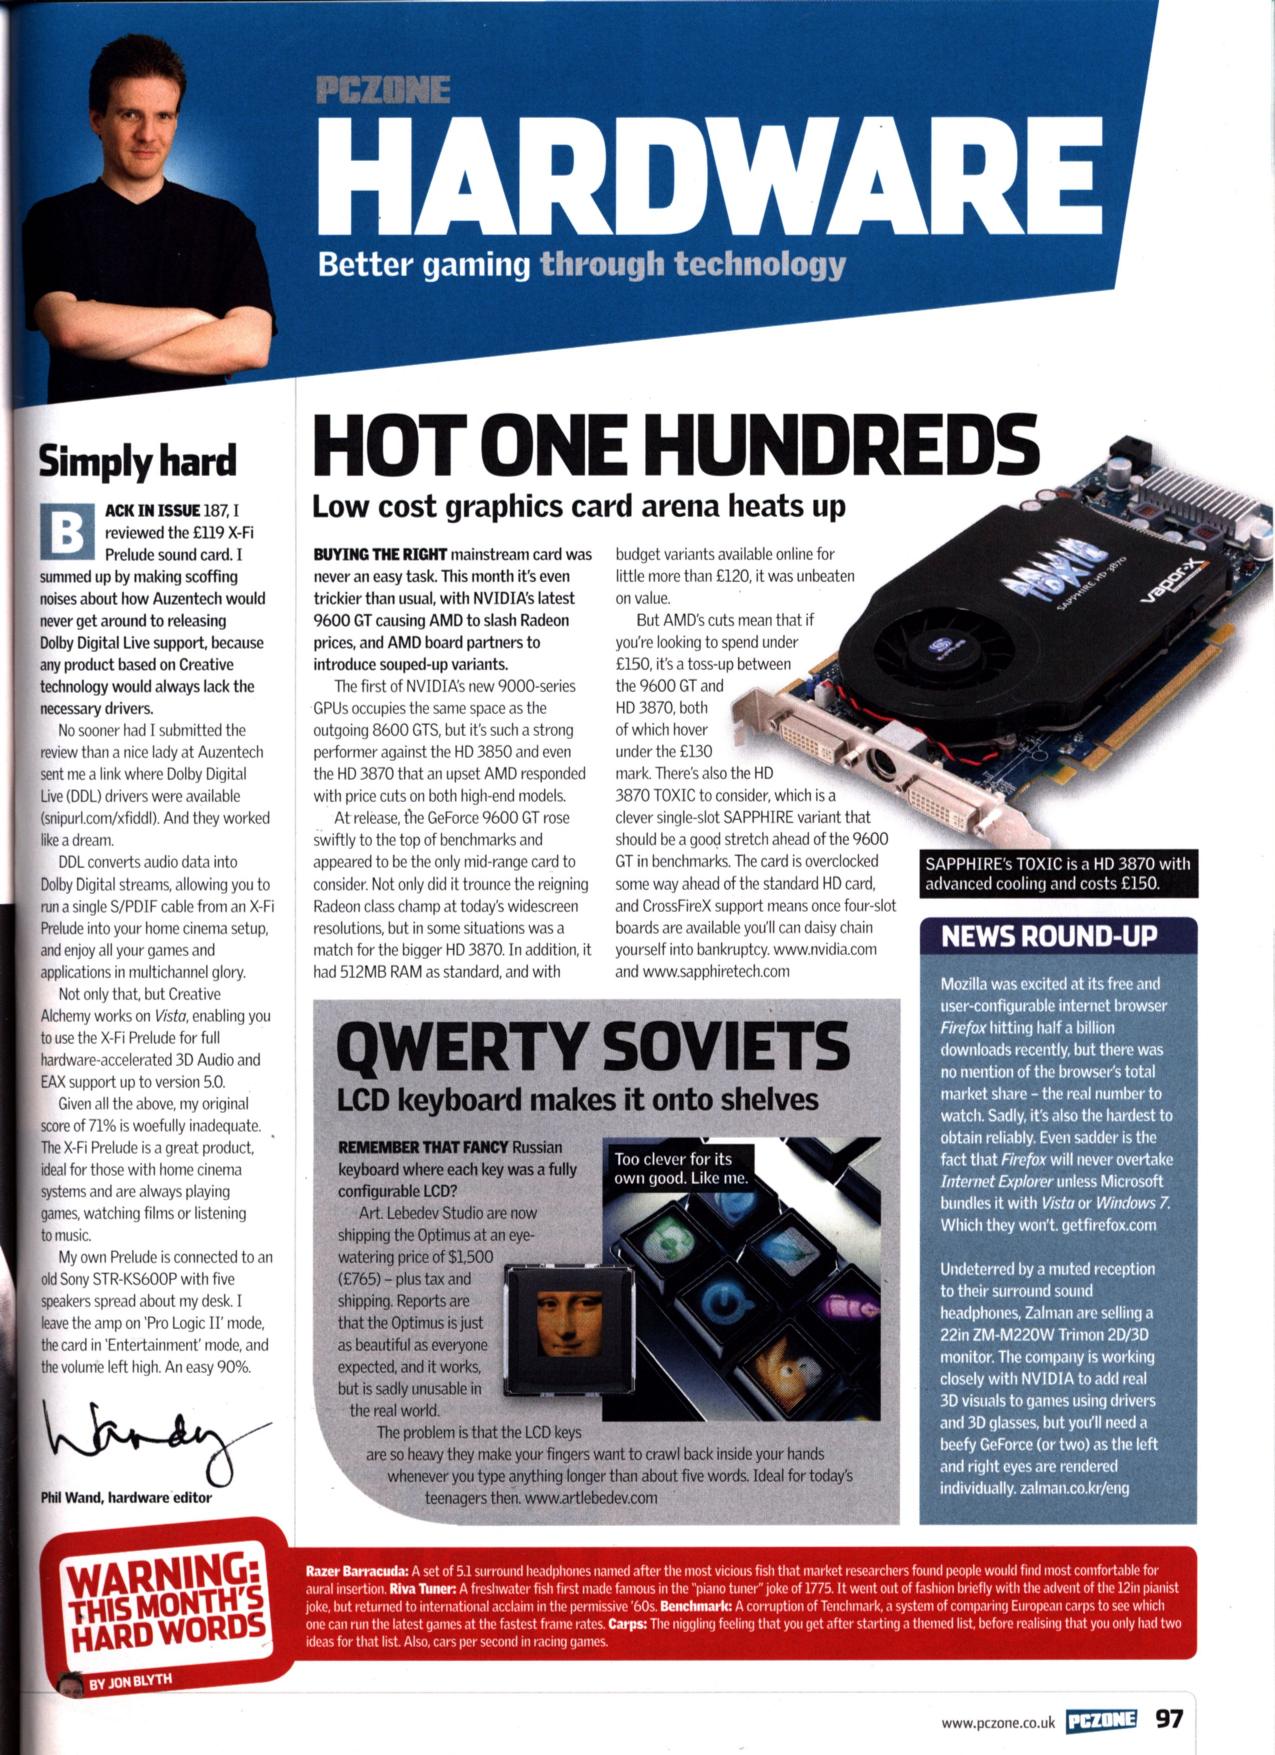 PCZONE
HARDWARE
Better gaming through technology
Simply hard
BACK IN ISSUE 187, I
reviewed the £119 X-Fi
Prelude sound card. I
summed up by making scoffing
noises about how Auzentech would
never get around to releasing
Dolby Digital Live support, because
any product based on Creative
technology would always lack the
necessary drivers.
No sooner had I submitted the
review than a nice lady at Auzentech
sent me a link where Dolby Digital
Live (DDL) drivers were available
(snipurl.com/xfiddl). And they worked
like a dream.
DDL converts audio data into
Dolby Digital streams, allowing you to
run a single S/PDIF cable from an X-Fi
Prelude into your home cinema setup,
and enjoy all your games and
applications in multichannel glory.
Not only that, but Creative
Alchemy works on Vista, enabling you
to use the X-Fi Prelude for full
hardware-accelerated 3D Audio and
EAX support up to version 5.0.
Given all the above, my original
score of 71% is woefully inadequate.
The X-Fi Prelude is a great product,
ideal for those with home cinema
systems and are always playing
games, watching films or listening
to music.
My own Prelude is connected to an
old Sony STR-KS600P with five
speakers spread about my desk. I
leave the amp on 'Pro Logic II' mode,
the card in 'Entertainment' mode, and
the volume left high. An easy 90%.
Wandy
Phil Wand, hardware editor
HOT ONE HUNDREDS
Low cost graphics card arena heats up
BUYING THE RIGHT mainstream card was
never an easy task. This month it's even
trickier than usual, with NVIDIA's latest
9600 GT causing AMD to slash Radeon
prices, and AMD board partners to
introduce souped-up variants.
The first of NVIDIA's new 9000-series
GPUs occupies the same space as the
outgoing 8600 GTS, but it's such a strong
performer against the HD 3850 and even
the HD 3870 that an upset AMD responded
with price cuts on both high-end models.
At release, the GeForce 9600 GT rose
swiftly to the top of benchmarks and
appeared to be the only mid-range card to
consider. Not only did it trounce the reigning
Radeon class champ at today's widescreen
resolutions, but in some situations was a
match for the bigger HD 3870. In addition, it
had 512MB RAM as standard, and with
budget variants available online for
little more than £120, it was unbeaten
on value.
But AMD's cuts mean that if
you're looking to spend under
£150, it's a toss-up between
the 9600 GT and
HD 3870, both
of which hover
under the £130
mark. There's also the HD
3870 TOXIC to consider, which is a
clever single-slot SAPPHIRE variant that
should be a good stretch ahead of the 9600
GT in benchmarks. The card is overclocked
some way ahead of the standard HD card,
and CrossFireX support means once four-slot
boards are available you'll can daisy chain
yourself into bankruptcy. www.nvidia.com
and www.sapphiretech.com
TOXIC
SAPPHIRE HD 3870
VAPOR-X
SAPPHIRE's TOXIC is a HD 3870 with
advanced cooling and costs £150.
QWERTY SOVIETS
LCD keyboard makes it onto shelves
REMEMBER THAT FANCY Russian
keyboard where each key was a fully
configurable LCD?
Art. Lebedev Studio are now
shipping the Optimus at an eye-
watering price of $1,500
(£765) – plus tax and
shipping. Reports are
that the Optimus is just
as beautiful as everyone
expected, and it works,
but is sadly unusable in
the real world.
The problem is that the LCD keys
are so heavy they make your fingers want to crawl back inside your hands
whenever you type anything longer than about five words. Ideal for today's
teenagers then. www.artlebedev.com
Too clever for its
own good. Like me.
NEWS ROUND-UP
Mozilla was excited at its free and
user-configurable internet browser
Firefox hitting half a billion
downloads recently, but there was
no mention of the browser's total
market share – the real number to
watch. Sadly, it's also the hardest to
obtain reliably. Even sadder is the
fact that Firefox will never overtake
Internet Explorer unless Microsoft
bundles it with Vista or Windows 7.
Which they won't. getfirefox.com
Undeterred by a muted reception
to their surround sound
headphones, Zalman are selling a
22in ZM-M220W Trimon 2D/3D
monitor. The company is working
closely with NVIDIA to add real
3D visuals to games using drivers
and 3D glasses, but you'll need a
beefy GeForce (or two) as the left
and right eyes are rendered
individually. zalman.co.kr/eng
WARNING:
THIS MONTH'S
HARD WORDS
BY JON BLYTH
Razer Barracuda: A set of 5.1 surround headphones named after the most vicious fish that market researchers found people would find most comfortable for
aural insertion. Riva Tuner: A freshwater fish first made famous in the "piano tuner" joke of 1775. It went out of fashion briefly with the advent of the 12in pianist
joke, but returned to international acclaim in the permissive '60s. Benchmark: A corruption of Tenchmark, a system of comparing European carps to see which
one can run the latest games at the fastest frame rates. Carps: The niggling feeling that you get after starting a themed list, before realising that you only had two
ideas for that list. Also, cars per second in racing games.
www.pczone.co.uk PCZONE 97